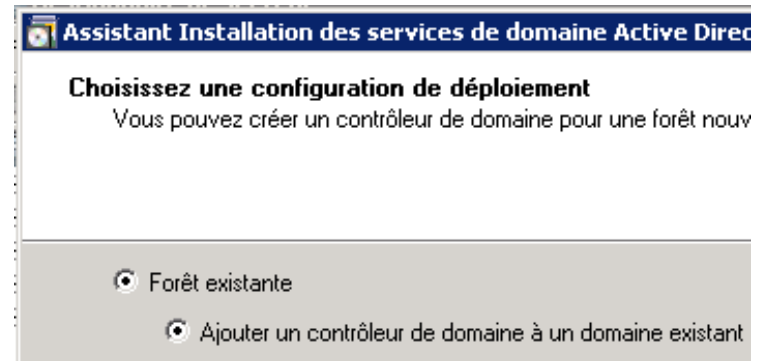 Assistant Installation des services de domaine Active Direc
Choisissez une configuration de déploiement
Vous pouvez créer un contrôleur de domaine pour une forêt nouv
Forêt existante
Ajouter un contrôleur de domaine à un domaine existant